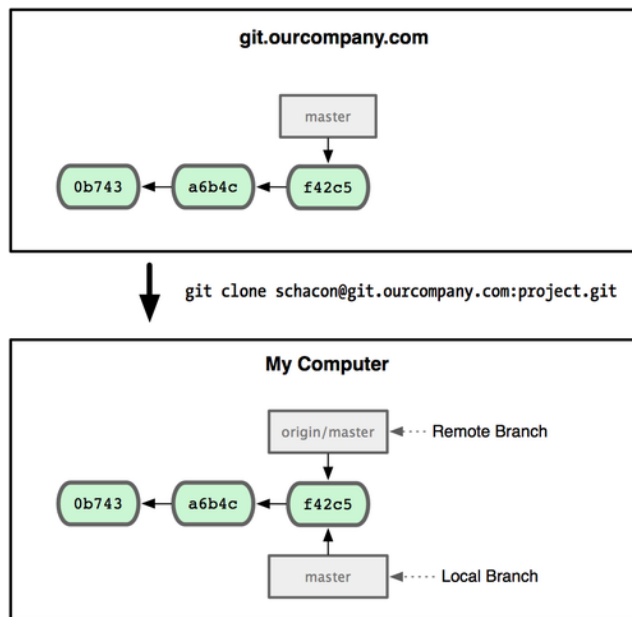 git.ourcompany.com
master
0b743 a6b4c f42c5
git clone schacon@git.ourcompany.com:project.git
My Computer
origin/master Remote Branch
0b743 a6b4c f42c5
master Local Branch